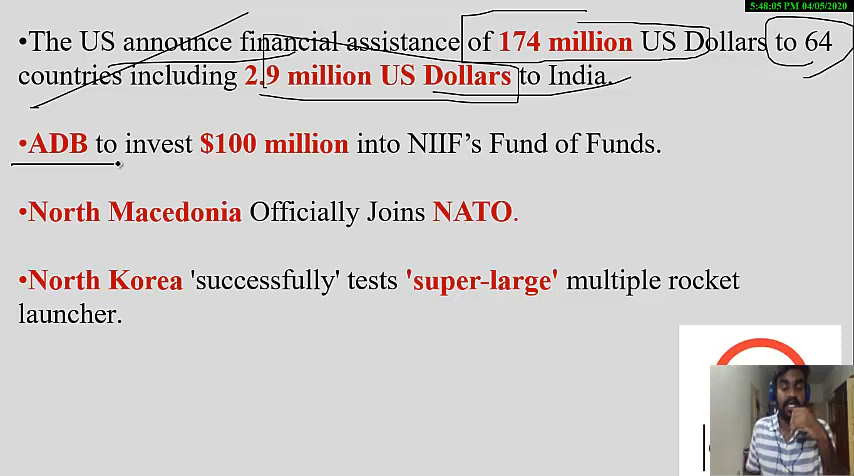 5:48:05 PM 04/05/2020
•The US announce financial assistance of 174 million US Dollars to 64
countries including 2.9 million US Dollars to India.
•ADB to invest $100 million into NIIF’s Fund of Funds.
•North Macedonia Officially Joins NATO.
•North Korea 'successfully' tests 'super-large' multiple rocket
launcher.